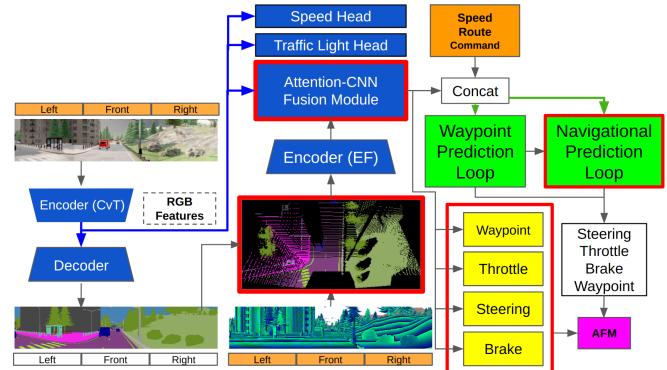 Speed Head
Traffic Light Head
Attention-CNN
Fusion Module
Encoder (EF)
Speed
Route
Command
Concat
Waypoint
Prediction
Loop
Navigational
Prediction
Loop
Left Front Right
Encoder (CvT)
RGB
Features
Decoder
Left Front Right
Left Front Right
Waypoint
Throttle
Steering
Brake
Steering
Throttle
Brake
Waypoint
AFM